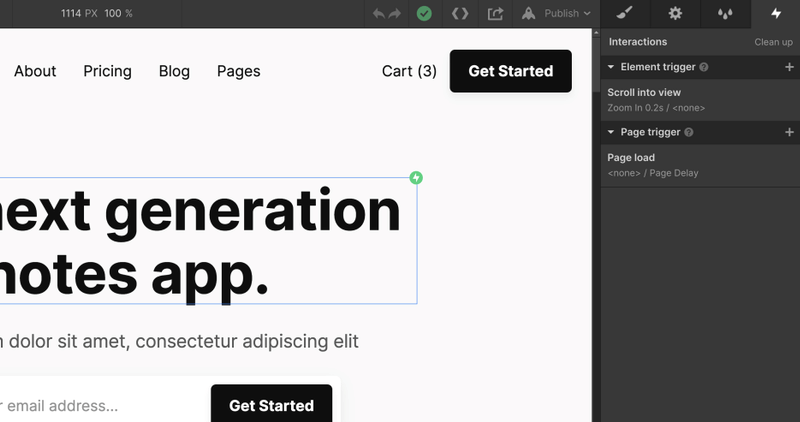 1114 PX 100 %
Publish
Interactions
Clean up
Element trigger ?
Scroll into view
Zoom In 0.2s / <none>
Page trigger ?
Page load
<none> / Page Delay
About Pricing Blog Pages Cart (3) Get Started
next generation
notes app.
dolor sit amet, consectetur adipiscing elit
email address...
Get Started